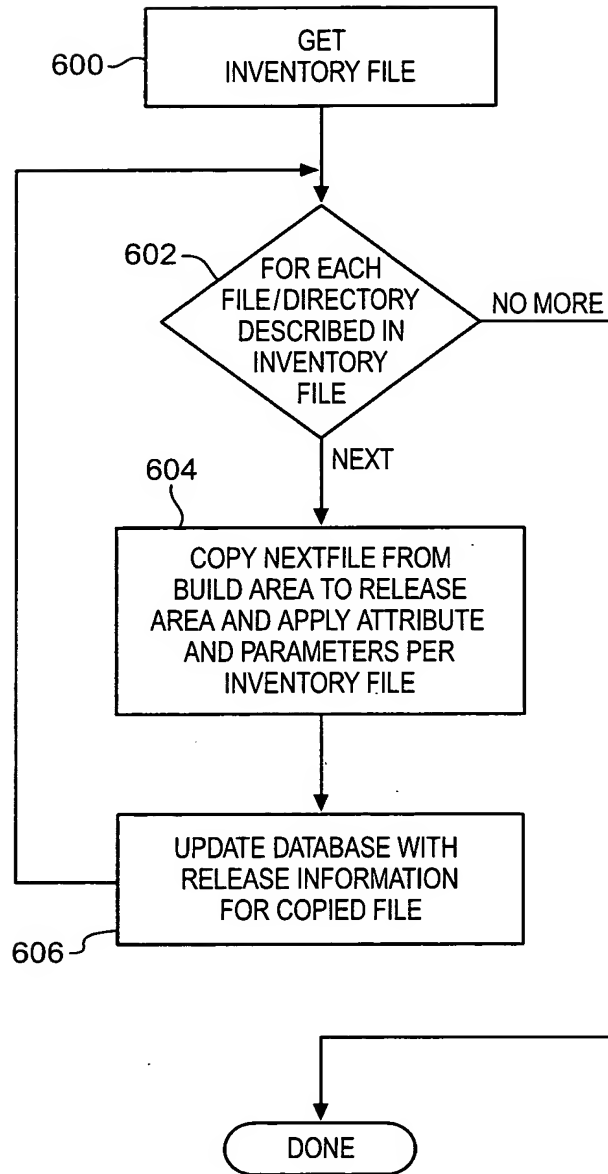 600
GET
INVENTORY FILE
602
FOR EACH
FILE/DIRECTORY
DESCRIBED IN
INVENTORY
FILE
NO MORE
NEXT
604
COPY NEXTFILE FROM
BUILD AREA TO RELEASE
AREA AND APPLY ATTRIBUTE
AND PARAMETERS PER
INVENTORY FILE
UPDATE DATABASE WITH
RELEASE INFORMATION
FOR COPIED FILE
606
DONE